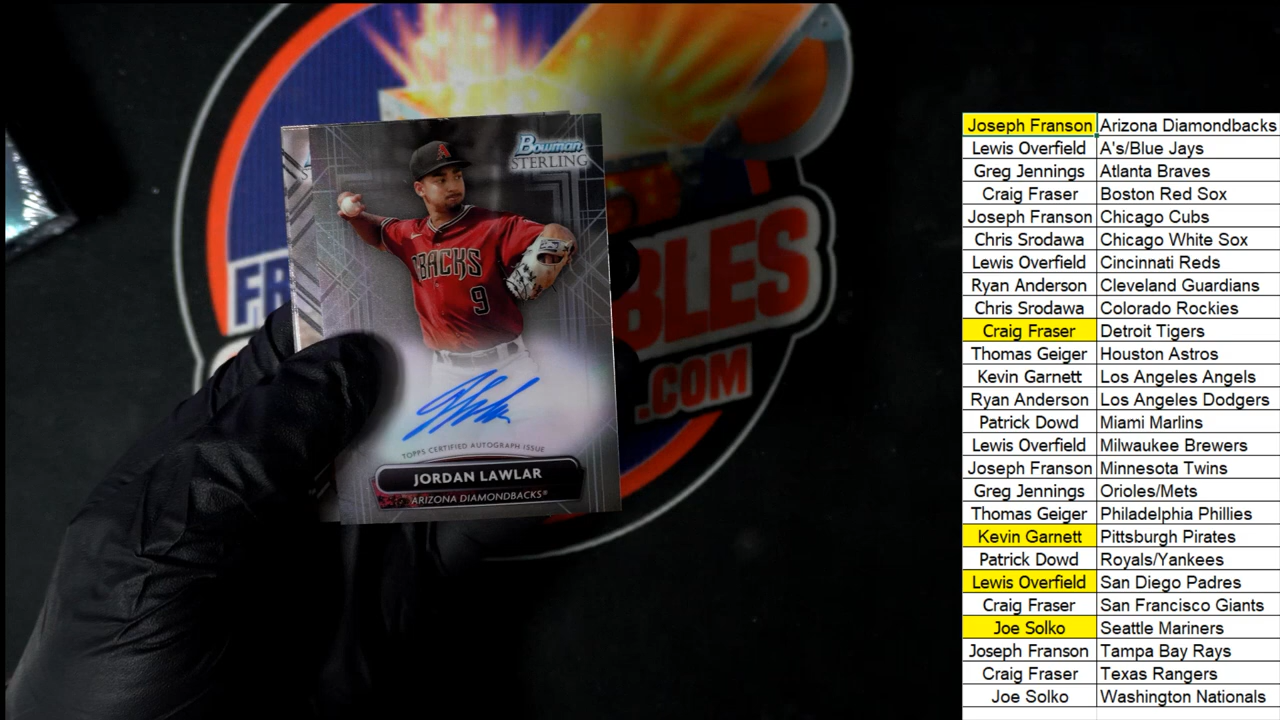 Bowman
STERLING
BACKS
9
FR
BLES
.COM
TOPPS CERTIFIED AUTOGRAPH ISSUE
JORDAN LAWLAR
ARIZONA DIAMONDBACKS®
Joseph Franson Arizona Diamondbacks
Lewis Overfield A's/Blue Jays
Greg Jennings Atlanta Braves
Craig Fraser Boston Red Sox
Joseph Franson Chicago Cubs
Chris Srodawa Chicago White Sox
Lewis Overfield Cincinnati Reds
Ryan Anderson Cleveland Guardians
Chris Srodawa Colorado Rockies
Craig Fraser Detroit Tigers
Thomas Geiger Houston Astros
Kevin Garnett Los Angeles Angels
Ryan Anderson Los Angeles Dodgers
Patrick Dowd Miami Marlins
Lewis Overfield Milwaukee Brewers
Joseph Franson Minnesota Twins
Greg Jennings Orioles/Mets
Thomas Geiger Philadelphia Phillies
Kevin Garnett Pittsburgh Pirates
Patrick Dowd Royals/Yankees
Lewis Overfield San Diego Padres
Craig Fraser San Francisco Giants
Joe Solko Seattle Mariners
Joseph Franson Tampa Bay Rays
Craig Fraser Texas Rangers
Joe Solko Washington Nationals